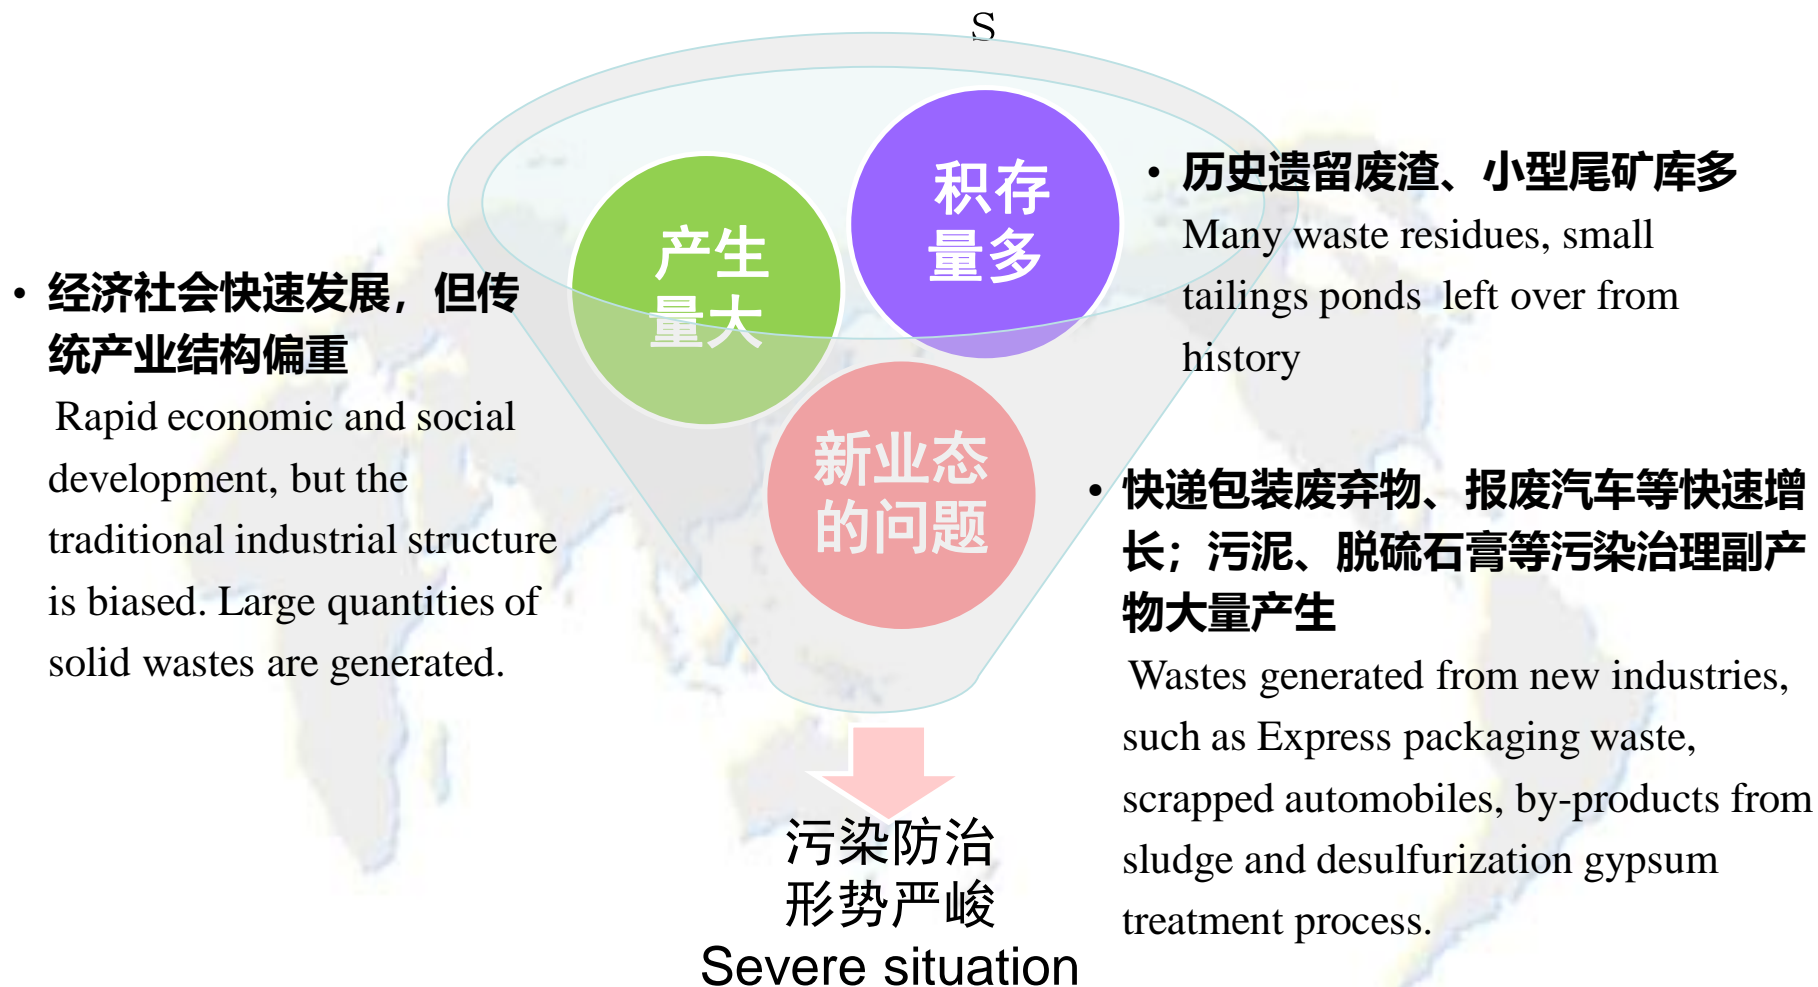 S
积存
量多
产生
量大
新业态
的问题
• 经济社会快速发展，但传
统产业结构偏重
Rapid economic and social
development, but the
traditional industrial structure
is biased. Large quantities of
solid wastes are generated.
• 历史遗留废渣、小型尾矿库多
Many waste residues, small
tailings ponds left over from
history
• 快递包装废弃物、报废汽车等快速增
长；污泥、脱硫石膏等污染治理副产
物大量产生
Wastes generated from new industries,
such as Express packaging waste,
scrapped automobiles, by-products from
sludge and desulfurization gypsum
treatment process.
污染防治
形势严峻
Severe situation